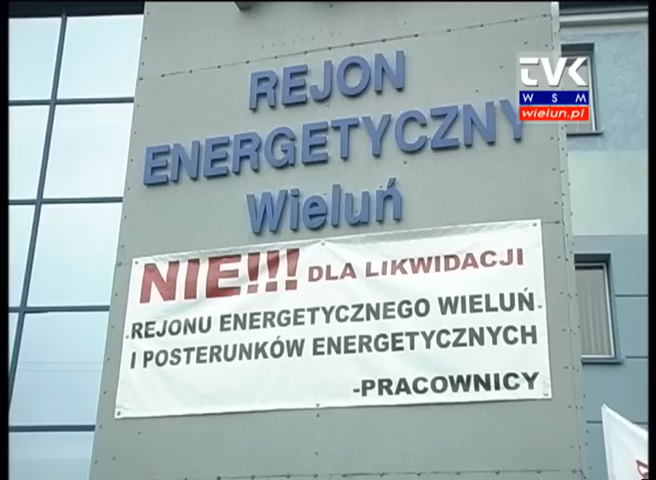 REJON
ENERGETYCZNY
Wieluń
NIE!!! DLA LIKWIDACJI
REJONU ENERGETYCZNEGO WIELUŃ
I POSTERUNKÓW ENERGETYCZNYCH
-PRACOWNICY
TVK
WSM
wielun.pl